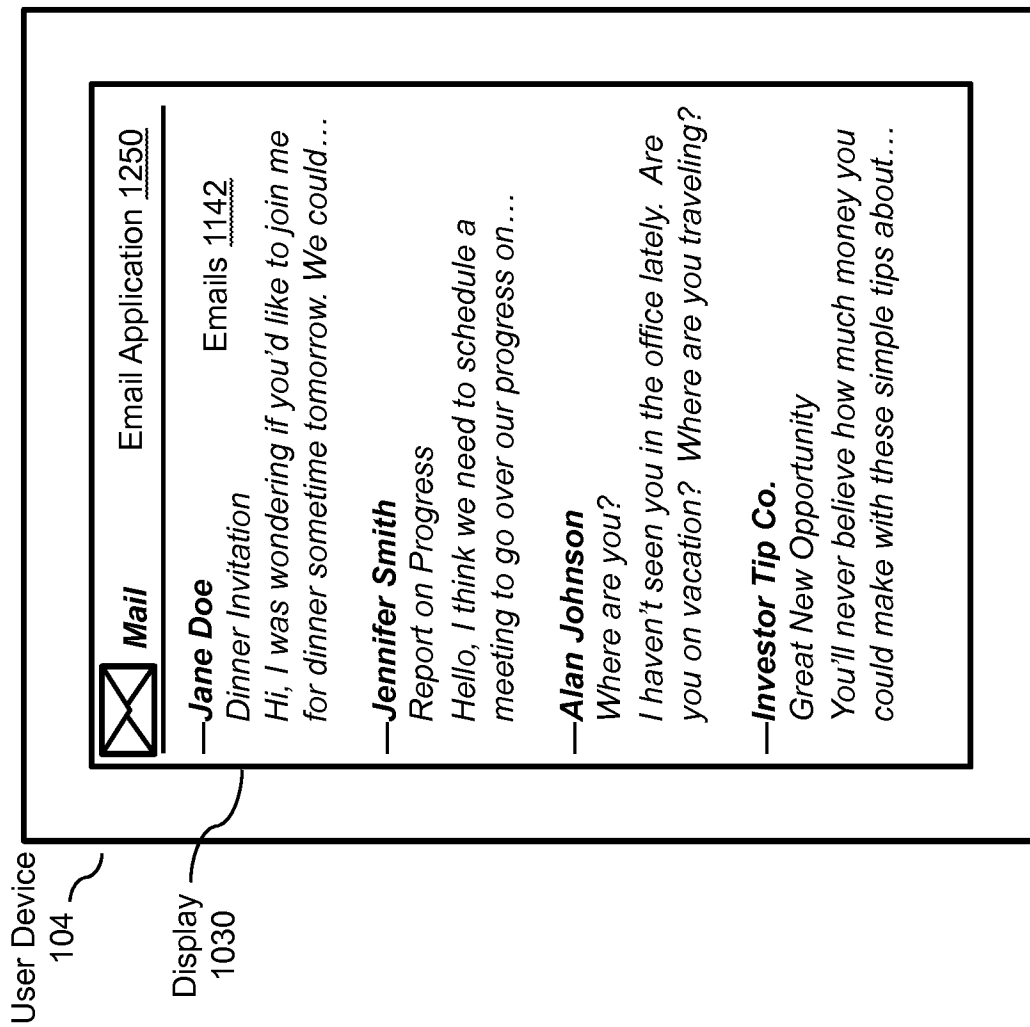 User Device
104
Display
1030
Mail
Email Application 1250
Emails 1142
—Jane Doe
Dinner Invitation
Hi, I was wondering if you'd like to join me
for dinner sometime tomorrow. We could…
—Jennifer Smith
Report on Progress
Hello, I think we need to schedule a
meeting to go over our progress on…
—Alan Johnson
Where are you?
I haven't seen you in the office lately. Are
you on vacation? Where are you traveling?
—Investor Tip Co.
Great New Opportunity
You'll never believe how much money you
could make with these simple tips about…